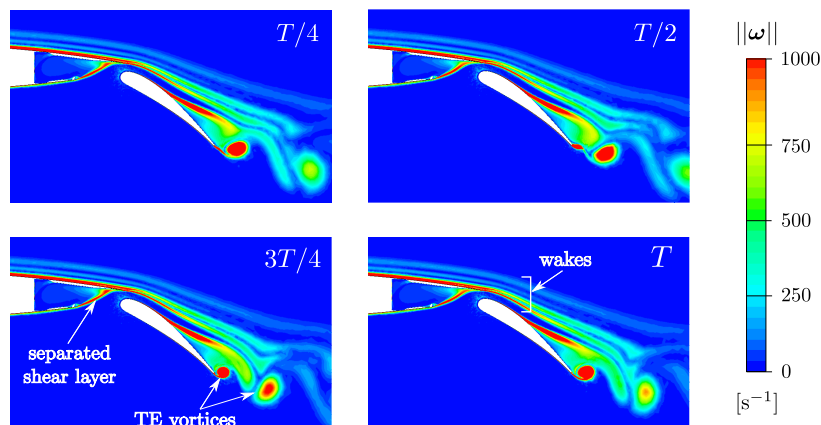 T/4
T/2
||ω||
1000
750
500
250
0
[s⁻¹]
3T/4
separated
shear layer
TE vortices
wakes
T